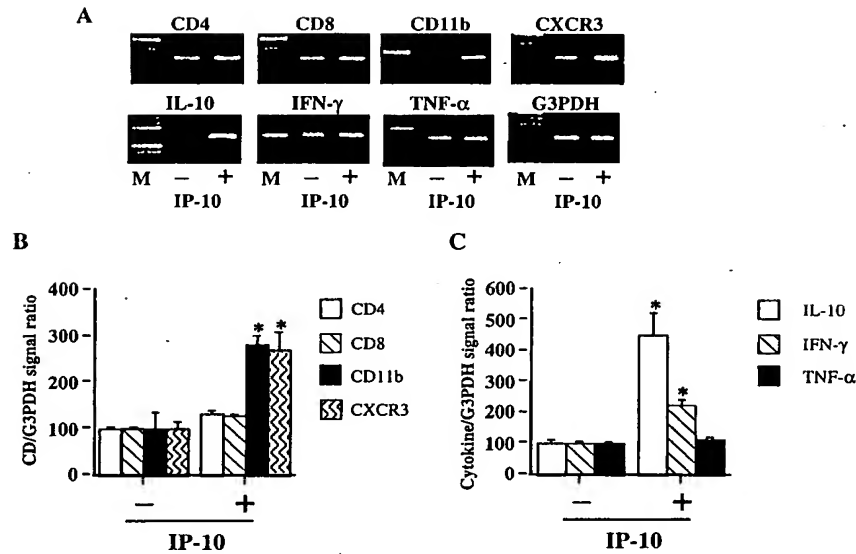 A
CD4 CD8 CD11b CXCR3
IL-10 IFN-γ TNF-α G3PDH
M − + M − + M − + M − +
IP-10 IP-10 IP-10 IP-10
B
CD/G3PDH signal ratio
400
300
200
100
0
* *
− +
IP-10
CD4
CD8
CD11b
CXCR3
C
Cytokine/G3PDH signal ratio
600
500
400
300
200
100
0
*
*
− +
IP-10
IL-10
IFN-γ
TNF-α